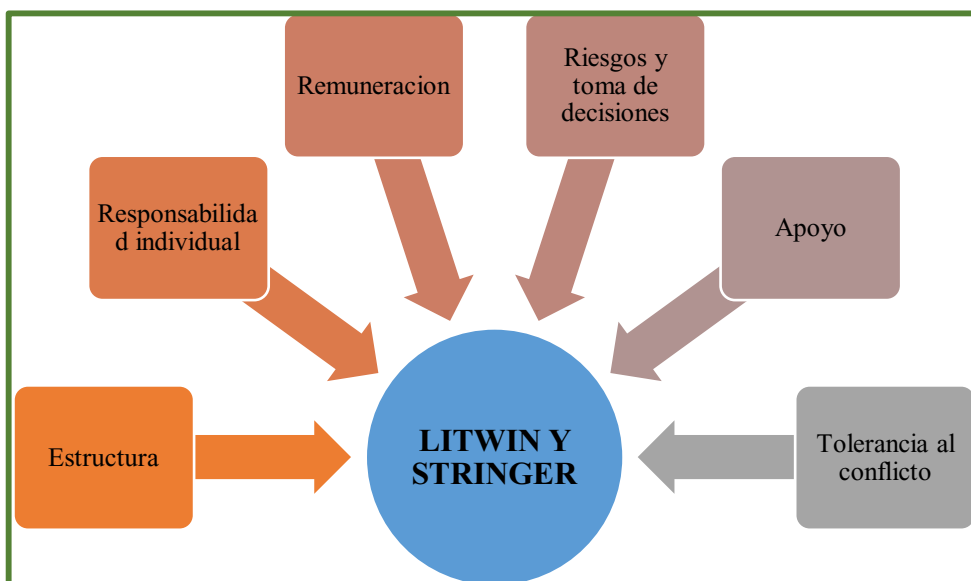 Remuneracion
Riesgos y
toma de
decisiones
Responsabilida
d individual
Apoyo
Estructura
LITWIN Y
STRINGER
Tolerancia al
conflicto